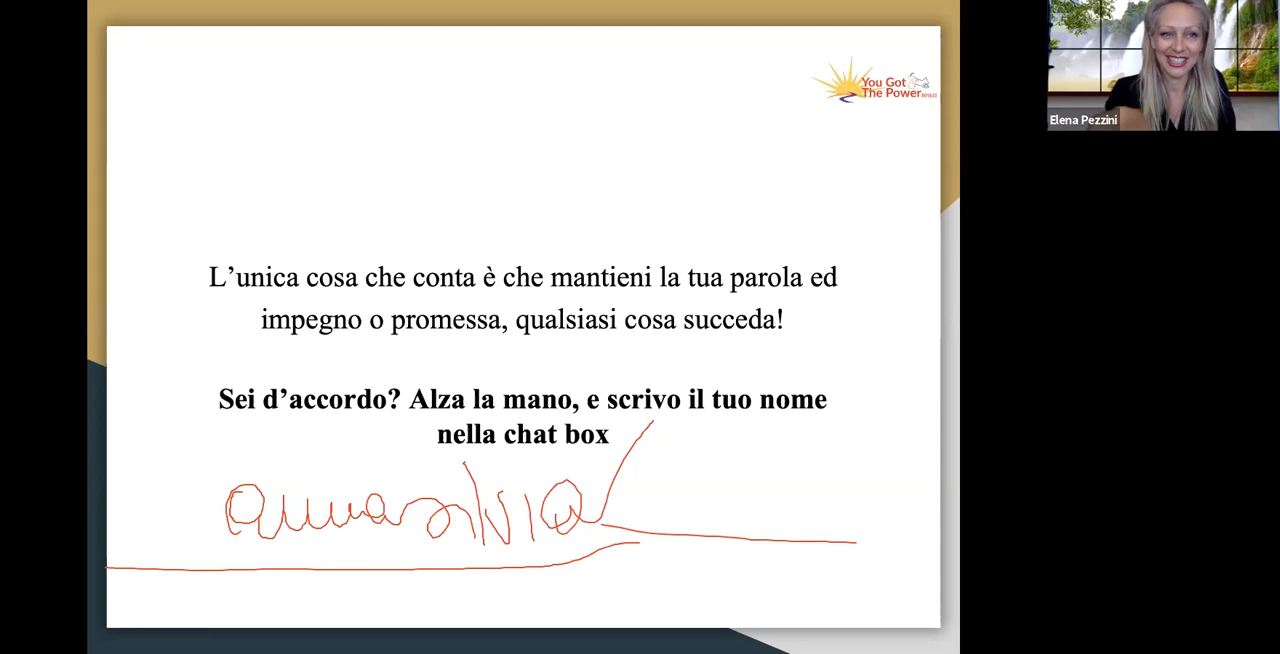 You Got
The Power
L’unica cosa che conta è che mantieni la tua parola ed
impegno o promessa, qualsiasi cosa succeda!
Sei d’accordo? Alza la mano, e scrivo il tuo nome
nella chat box
annasilvia
Elena Pezzini